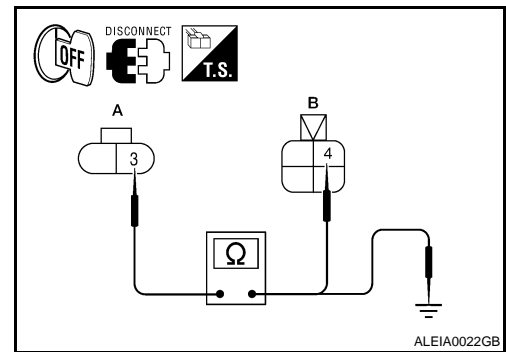 OFF
DISCONNECT
T.S.
A
B
3
4
Ω
ALEIA0022GB